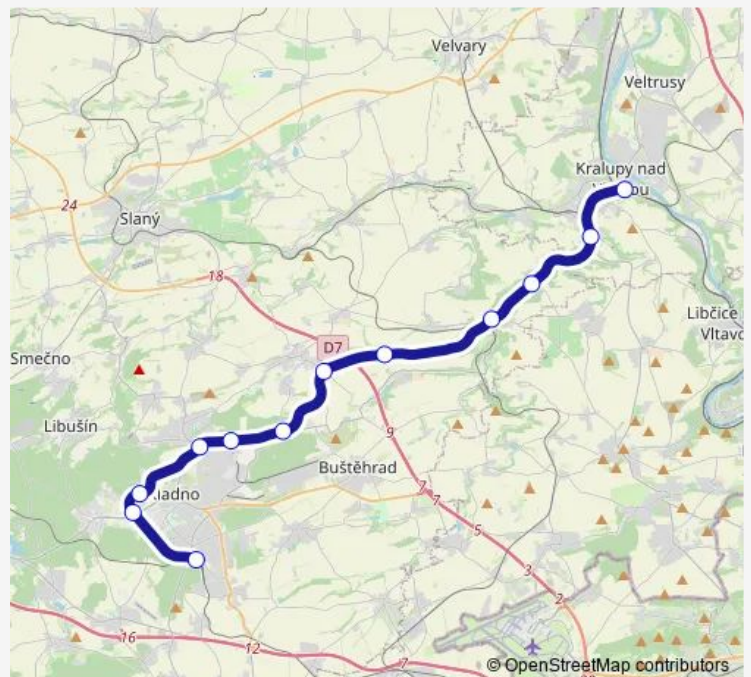 Velvary
Veltrusy
Kralupy nad
24
Slaný
18
Libčice
Vltavo
D7
Smečno
9
Libušín
Buštěhrad
7
7
5
3
2
16
12
7
© OpenStreetMap contributors